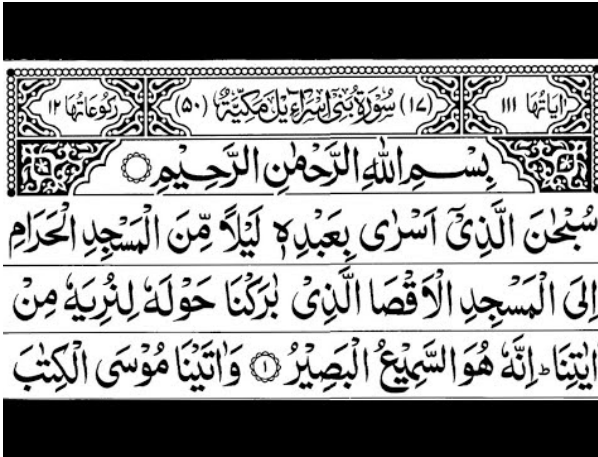 اٰیَاتُهَا ١١١ (١٧) سُوْرَةُ بَنِیْۤ اِسْرَآءِیْلَ مَكِّیَّةٌ (٥٠) رُكُوْعَاتُهَا ١٢
بِسْمِ اللّٰهِ الرَّحْمٰنِ الرَّحِیْمِ
سُبْحٰنَ الَّذِیْۤ اَسْرٰى بِعَبْدِهٖ لَیْلًا مِّنَ الْمَسْجِدِ الْحَرَامِ
اِلَى الْمَسْجِدِ الْاَقْصَا الَّذِیْ بٰرَكْنَا حَوْلَهٗ لِنُرِیَهٗ مِنْ
اٰیٰتِنَا ؕ اِنَّهٗ هُوَ السَّمِیْعُ الْبَصِیْرُ ١ وَاٰتَیْنَا مُوْسَى الْكِتٰبَ